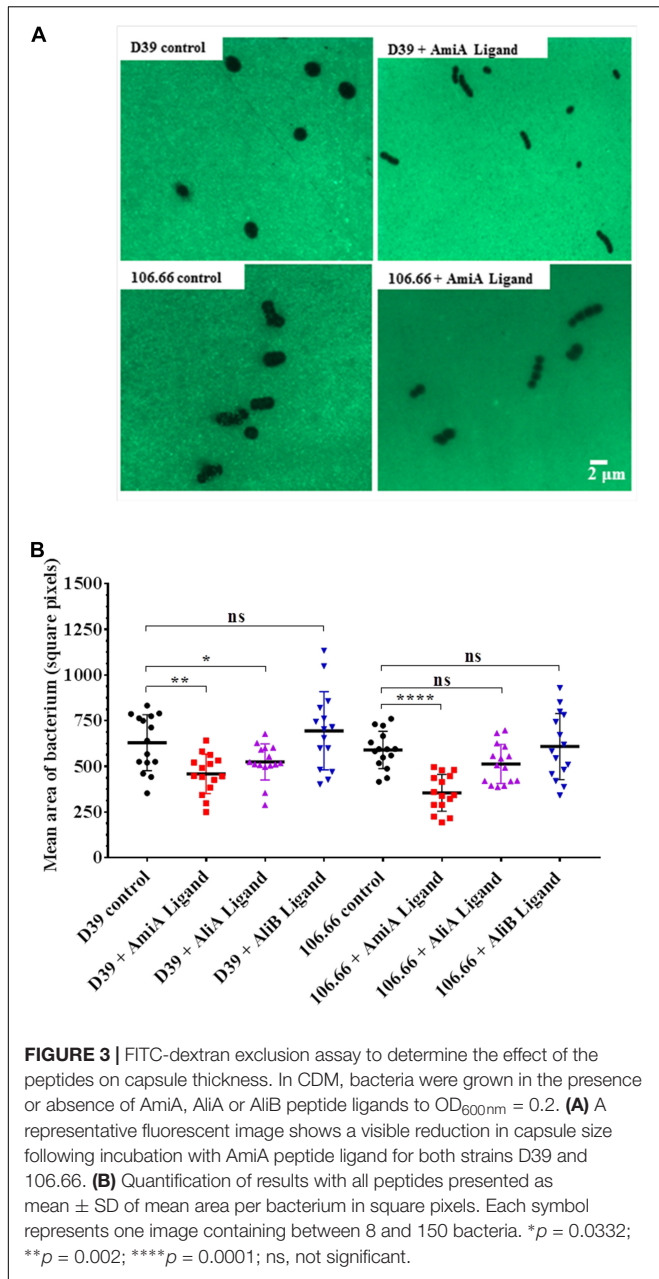 A
D39 control
D39 + AmiA Ligand
106.66 control
106.66 + AmiA Ligand
2 μm
B
Mean area of bacterium (square pixels)
1500
1250
1000
750
500
250
0
ns
*
**
ns
ns
****
D39 control
D39 + AmiA Ligand
D39 + AliA Ligand
D39 + AliB Ligand
106.66 control
106.66 + AmiA Ligand
106.66 + AliA Ligand
106.66 + AliB Ligand
FIGURE 3 | FITC-dextran exclusion assay to determine the effect of the
peptides on capsule thickness. In CDM, bacteria were grown in the presence
or absence of AmiA, AliA or AliB peptide ligands to OD600nm = 0.2. (A) A
representative fluorescent image shows a visible reduction in capsule size
following incubation with AmiA peptide ligand for both strains D39 and
106.66. (B) Quantification of results with all peptides presented as
mean ± SD of mean area per bacterium in square pixels. Each symbol
represents one image containing between 8 and 150 bacteria. *p = 0.0332;
**p = 0.002; ****p = 0.0001; ns, not significant.